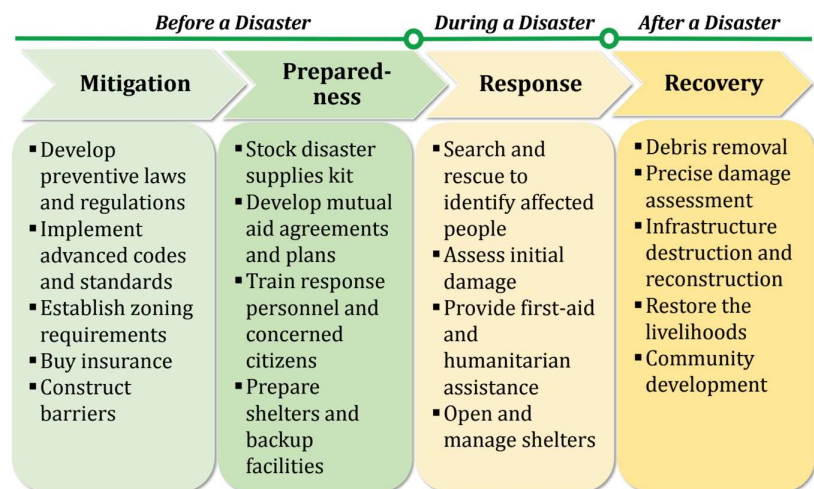 Before a Disaster
During a Disaster
After a Disaster
Mitigation
Prepared-
ness
Response
Recovery
▪ Develop
preventive laws
and regulations
▪ Implement
advanced codes
and standards
▪ Establish zoning
requirements
▪ Buy insurance
▪ Construct
barriers
▪ Stock disaster
supplies kit
▪ Develop mutual
aid agreements
and plans
▪ Train response
personnel and
concerned
citizens
▪ Prepare
shelters and
backup
facilities
▪ Search and
rescue to
identify affected
people
▪ Assess initial
damage
▪ Provide first-aid
and
humanitarian
assistance
▪ Open and
manage shelters
▪ Debris removal
▪ Precise damage
assessment
▪ Infrastructure
destruction and
reconstruction
▪ Restore the
livelihoods
▪ Community
development